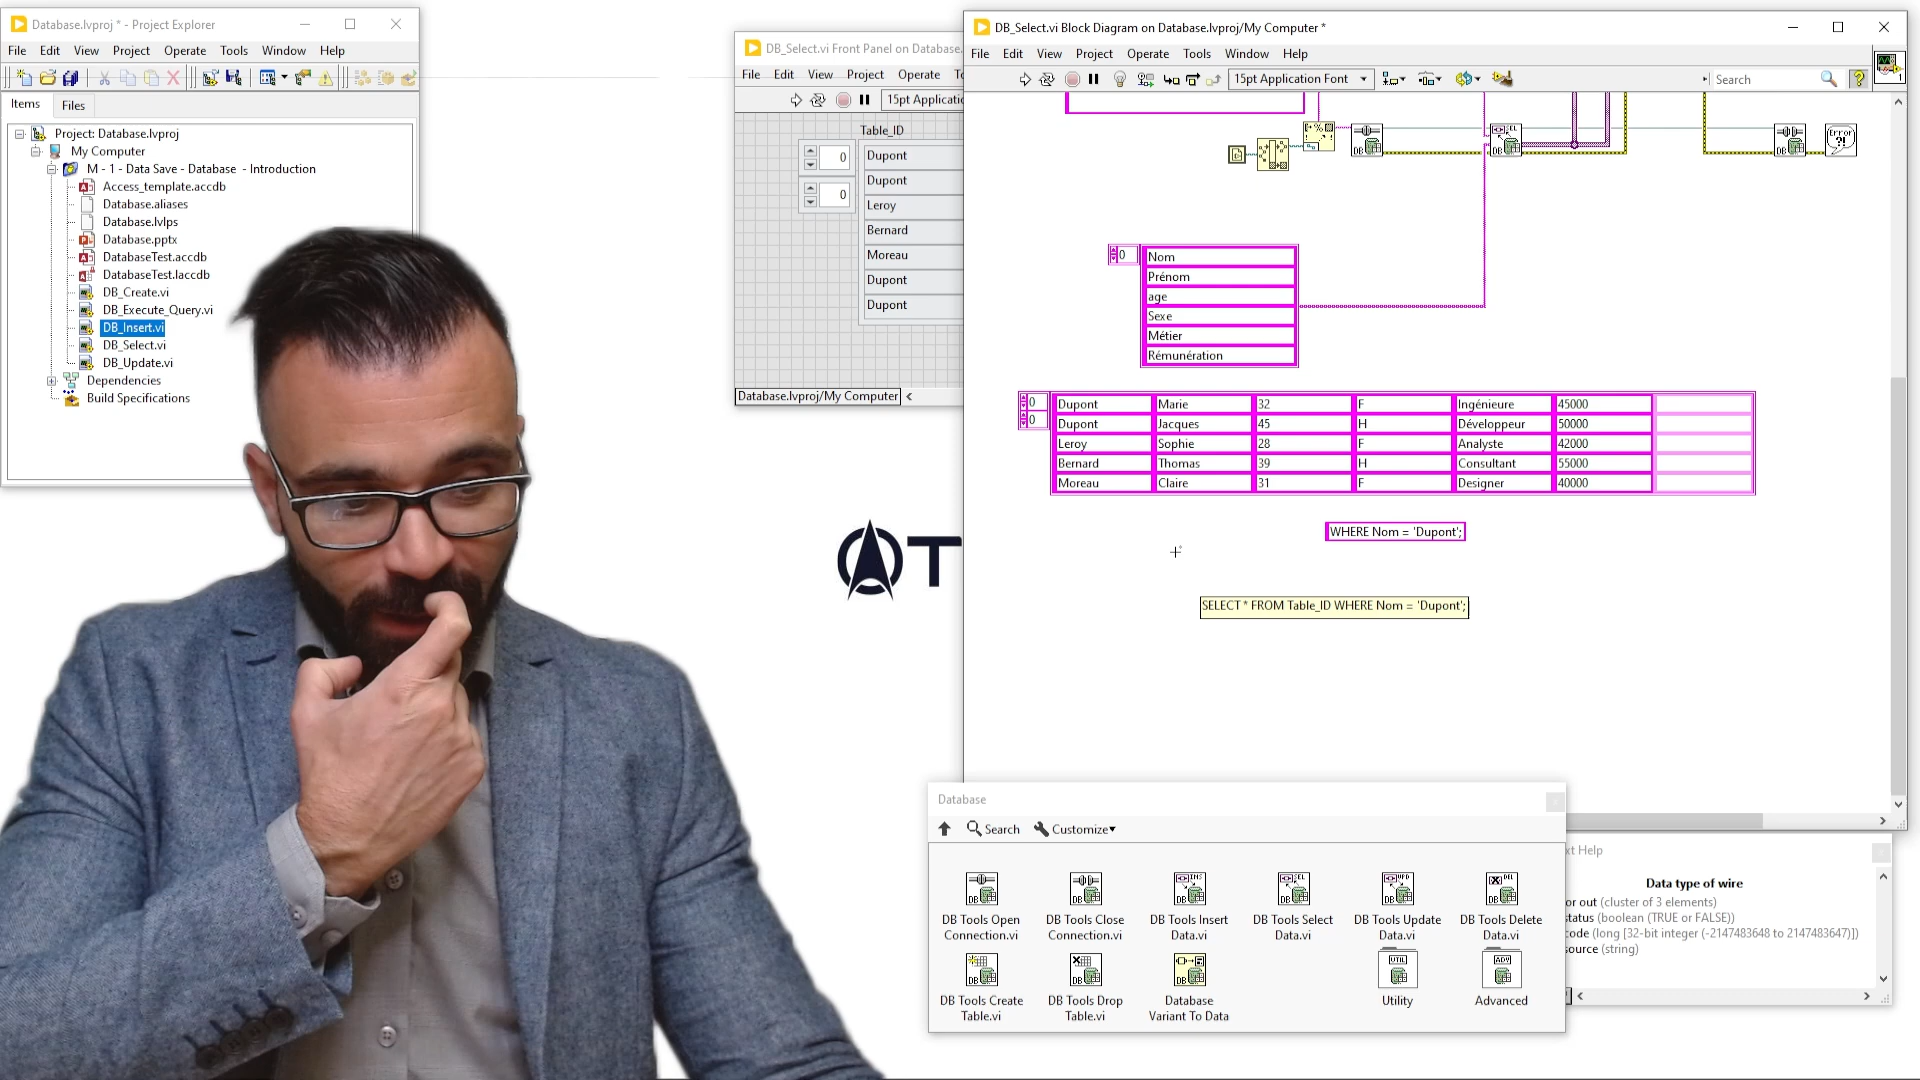 Database.lvproj * - Project Explorer
File Edit View Project Operate Tools Window Help
Items Files
Project: Database.lvproj
My Computer
M - 1 - Data Save - Database - Introduction
Access_template.accdb
Database.aliases
Database.lvlps
Database.pptx
DatabaseTest.accdb
DatabaseTest.laccdb
DB_Create.vi
DB_Execute_Query.vi
DB_Insert.vi
DB_Select.vi
DB_Update.vi
Dependencies
Build Specifications
DB_Select.vi Front Panel on Database.
File Edit View Project Operate
15pt Applicatio
Table_ID
0 Dupont
Dupont
0
Leroy
Bernard
Moreau
Dupont
Dupont
Database.lvproj/My Computer
DB_Select.vi Block Diagram on Database.lvproj/My Computer *
File Edit View Project Operate Tools Window Help
15pt Application Font
Search
SEL
DB DB DB
Error
?!
0 Nom
Prénom
age
Sexe
Métier
Rémunération
0 Dupont Marie 32 F Ingénieure 45000
0 Dupont Jacques 45 H Développeur 50000
Leroy Sophie 28 F Analyste 42000
Bernard Thomas 39 H Consultant 55000
Moreau Claire 31 F Designer 40000
WHERE Nom = 'Dupont';
SELECT * FROM Table_ID WHERE Nom = 'Dupont';
T
Database
Search Customize
DB Tools Open Connection.vi
DB Tools Close Connection.vi
DB Tools Insert Data.vi
DB Tools Select Data.vi
DB Tools Update Data.vi
DB Tools Delete Data.vi
DB Tools Create Table.vi
DB Tools Drop Table.vi
Database Variant To Data
Utility
Advanced
xt Help
Data type of wire
or out (cluster of 3 elements)
status (boolean (TRUE or FALSE))
code (long [32-bit integer (-2147483648 to 2147483647)])
source (string)